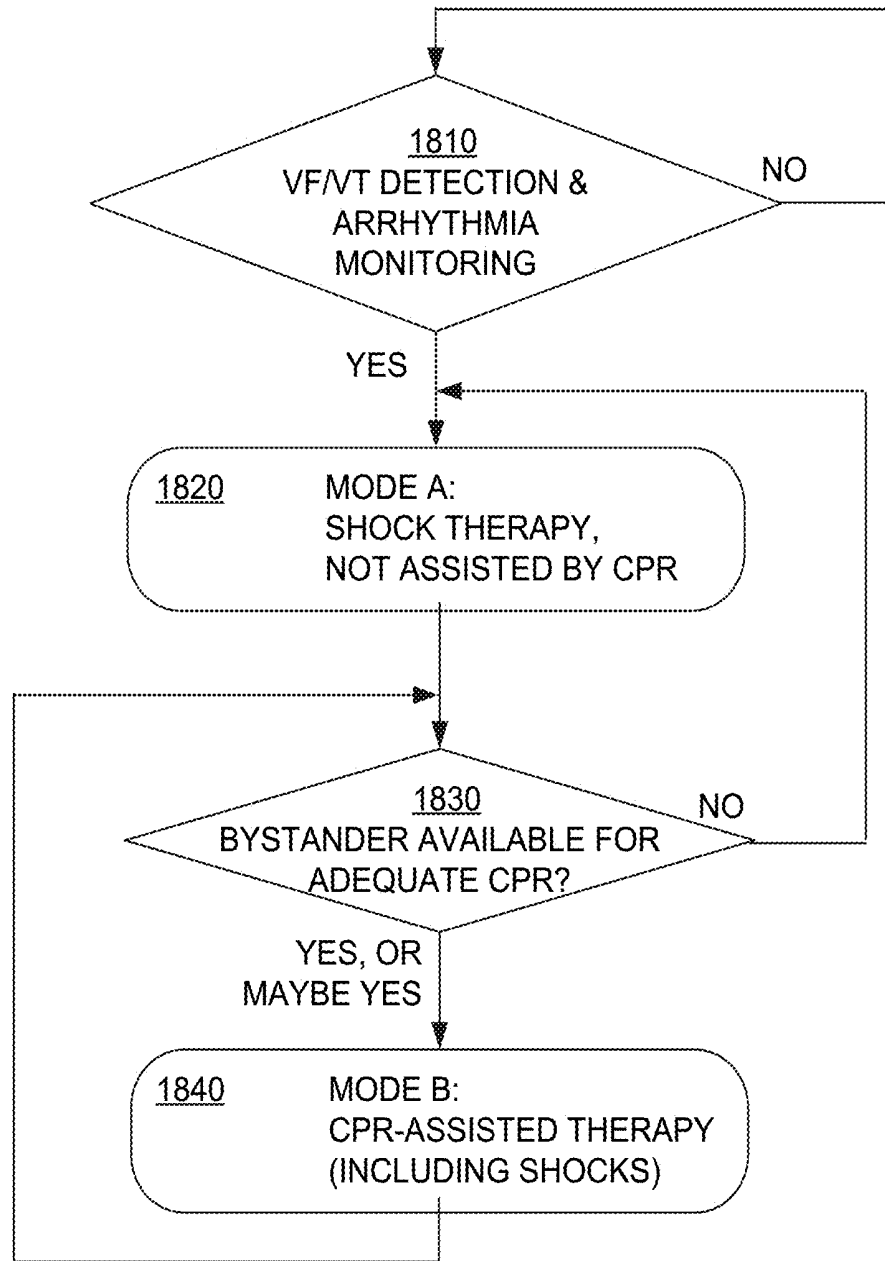 1810
VF/VT DETECTION &
ARRHYTHMIA
MONITORING
NO
YES
1820 MODE A:
SHOCK THERAPY,
NOT ASSISTED BY CPR
1830
BYSTANDER AVAILABLE FOR
ADEQUATE CPR?
NO
YES, OR
MAYBE YES
1840 MODE B:
CPR-ASSISTED THERAPY
(INCLUDING SHOCKS)